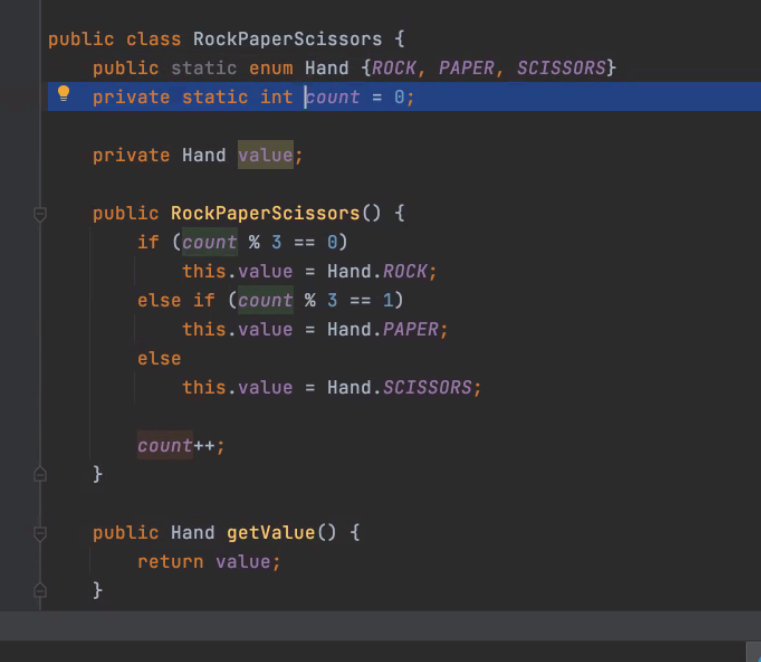 public class RockPaperScissors {
public static enum Hand {ROCK, PAPER, SCISSORS}
private static int count = 0;
private Hand value;
public RockPaperScissors() {
if (count % 3 == 0)
this.value = Hand.ROCK;
else if (count % 3 == 1)
this.value = Hand.PAPER;
else
this.value = Hand.SCISSORS;
count++;
}
public Hand getValue() {
return value;
}